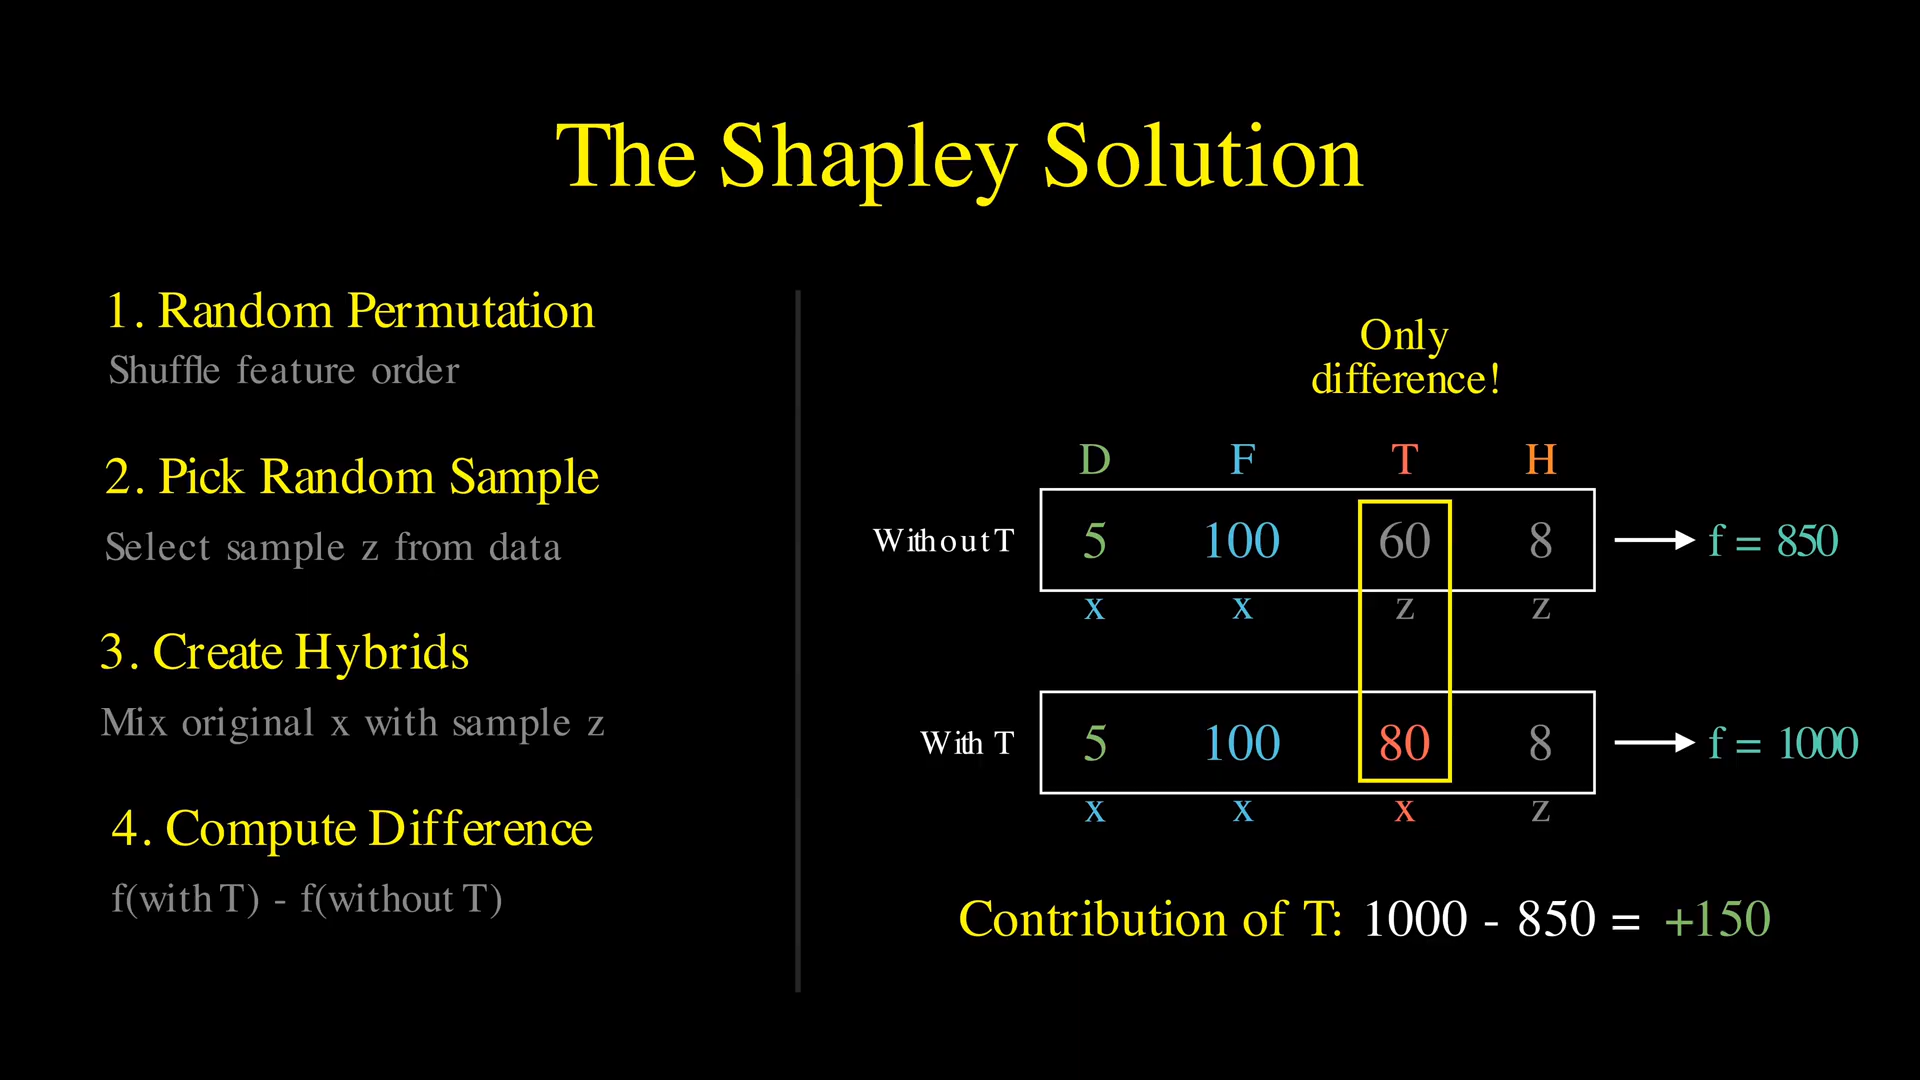 The Shapley Solution
1. Random Permutation
Shuffle feature order
2. Pick Random Sample
Select sample z from data
3. Create Hybrids
Mix original x with sample z
4. Compute Difference
f(with T) - f(without T)
Only
difference!
D F T H
Without T 5 100 60 8 f = 850
x x z z
With T 5 100 80 8 f = 1000
x x x z
Contribution of T: 1000 - 850 = +150